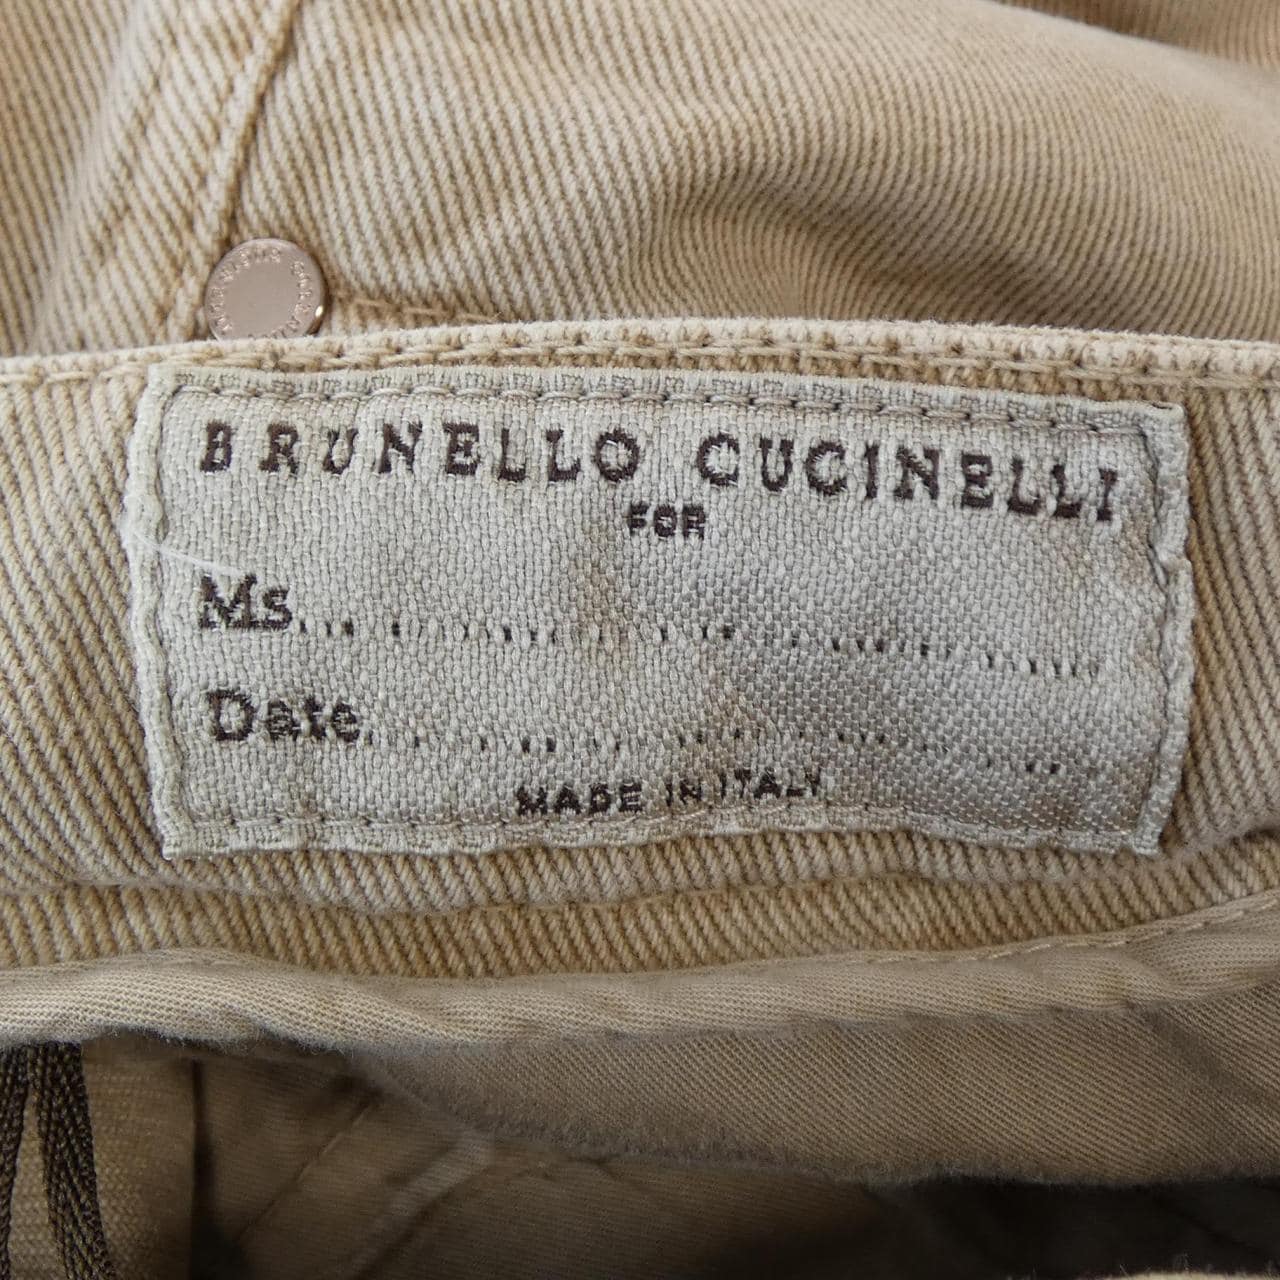 BRUNELLO CUCINELLI
FOR
Ms.......................................
Date.......................................
MADE IN ITALY